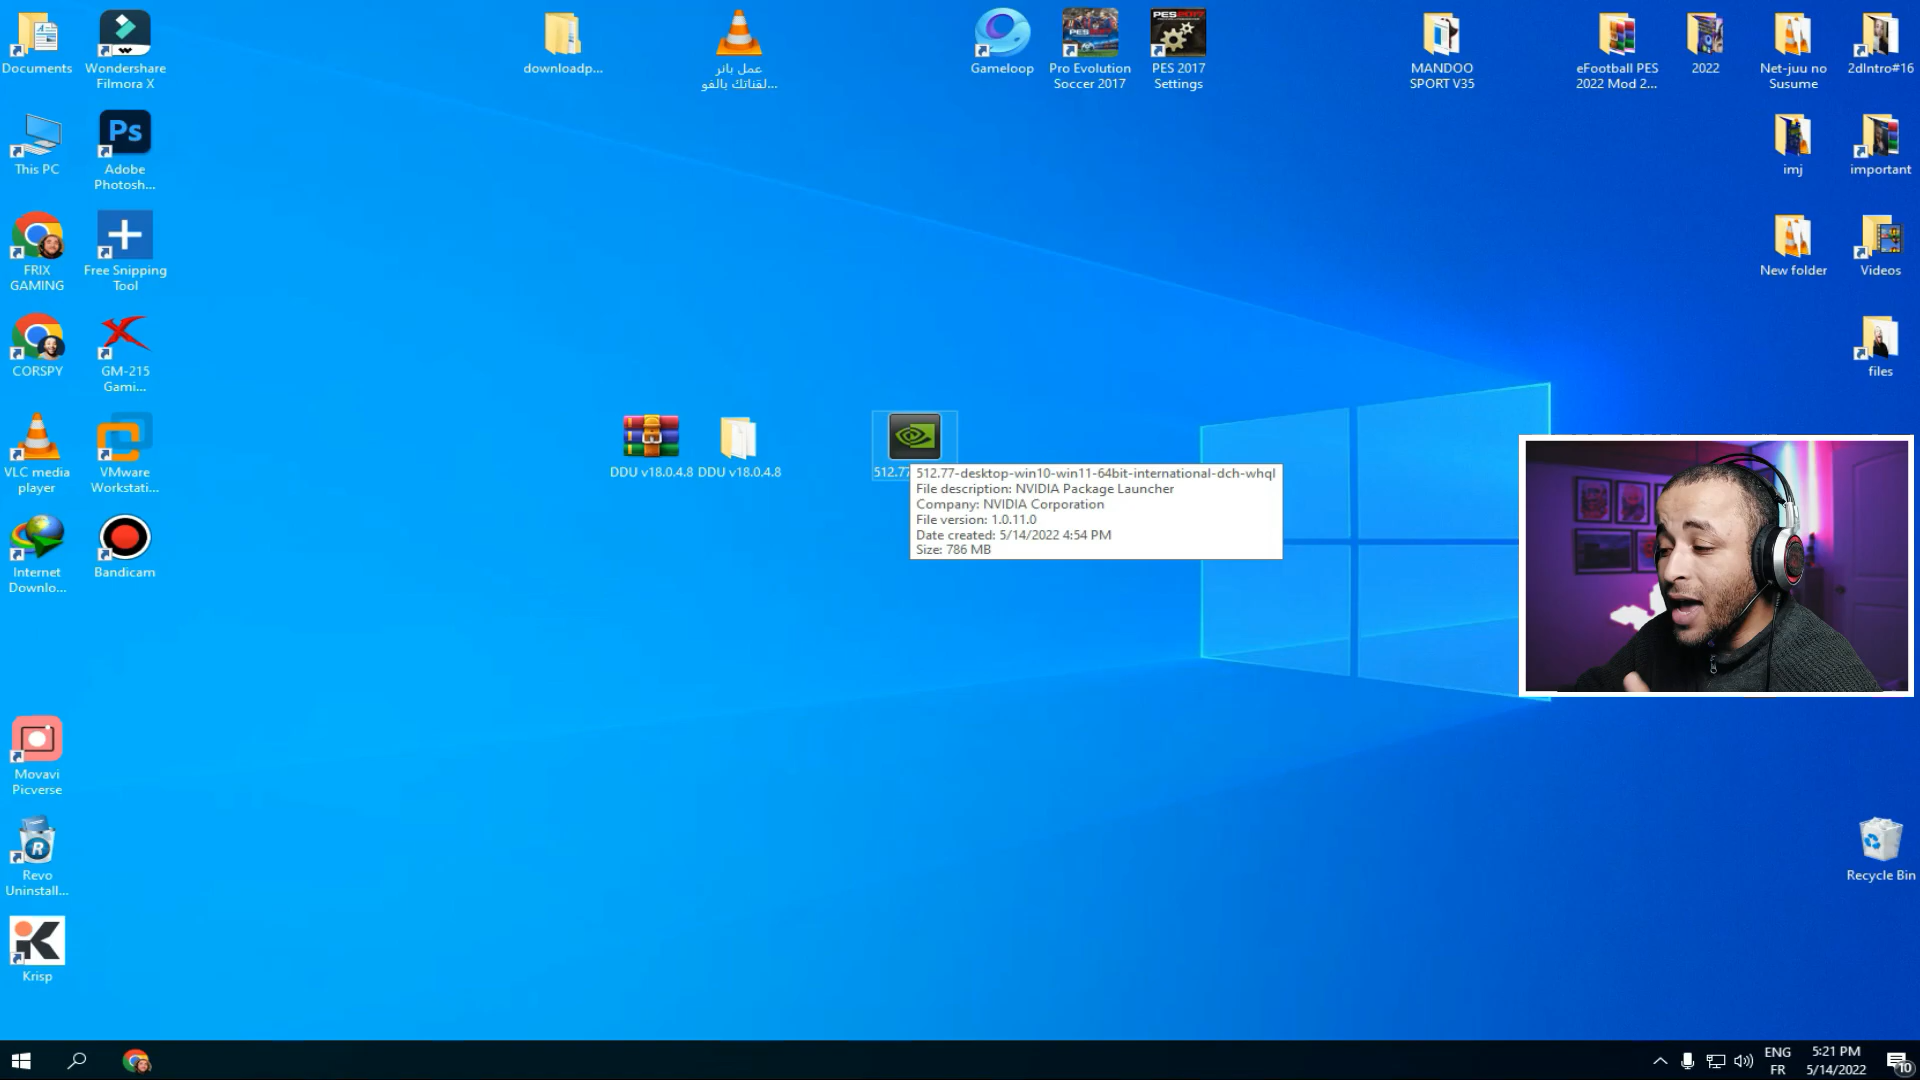 Documents
Wondershare
Filmora X
downloadp...
عمل بانر
لقناتك بالفو...
Gameloop
Pro Evolution
Soccer 2017
PES 2017
Settings
MANDOO
SPORT V35
eFootball PES
2022 Mod 2...
2022
Net-juu no
Susume
2dIntro#16
This PC
Ps
Adobe
Photosh...
imj
important
FRIX
GAMING
Free Snipping
Tool
New folder
Videos
CORSPY
GM-215
Gami...
files
VLC media
player
VMware
Workstati...
DDU v18.0.4.8
DDU v18.0.4.8
512.77
512.77-desktop-win10-win11-64bit-international-dch-whql
File description: NVIDIA Package Launcher
Company: NVIDIA Corporation
File version: 1.0.11.0
Date created: 5/14/2022 4:54 PM
Size: 786 MB
Internet
Downlo...
Bandicam
Movavi
Picverse
Revo
Uninstall...
Recycle Bin
Krisp
ENG
FR
5:21 PM
5/14/2022
10